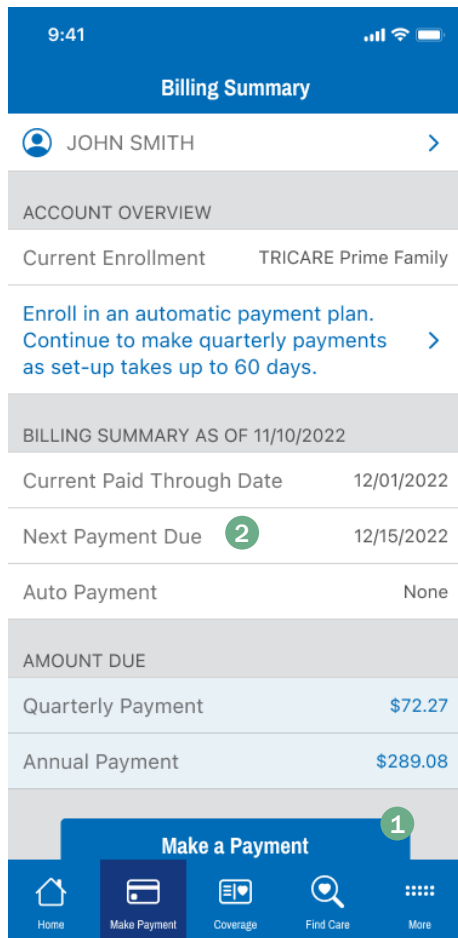 9:41
Billing Summary
JOHN SMITH
ACCOUNT OVERVIEW
Current Enrollment TRICARE Prime Family
Enroll in an automatic payment plan.
Continue to make quarterly payments
as set-up takes up to 60 days.
BILLING SUMMARY AS OF 11/10/2022
Current Paid Through Date 12/01/2022
Next Payment Due 2 12/15/2022
Auto Payment None
AMOUNT DUE
Quarterly Payment $72.27
Annual Payment $289.08
1
Make a Payment
Home Make Payment Coverage Find Care More